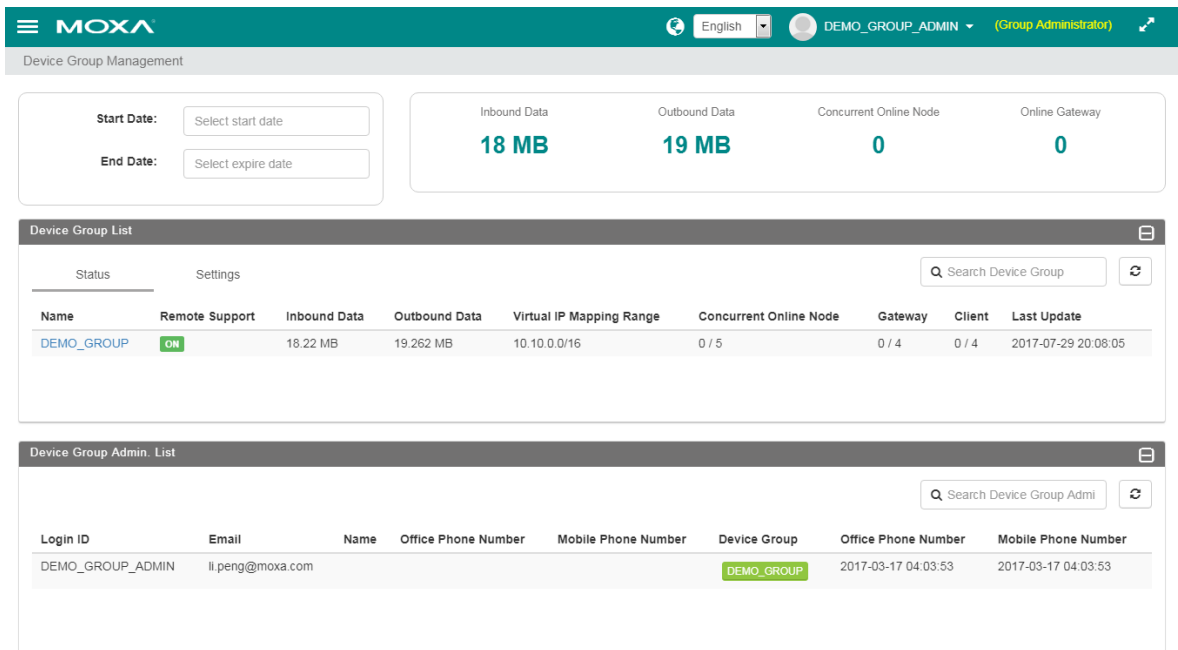 MOXA English DEMO_GROUP_ADMIN (Group Administrator)
Device Group Management
Start Date: Select start date
End Date: Select expire date
Inbound Data Outbound Data Concurrent Online Node Online Gateway
18 MB 19 MB 0 0
Device Group List
Status Settings Search Device Group
Name Remote Support Inbound Data Outbound Data Virtual IP Mapping Range Concurrent Online Node Gateway Client Last Update
DEMO_GROUP ON 18.22 MB 19.262 MB 10.10.0.0/16 0 / 5 0 / 4 0 / 4 2017-07-29 20:08:05
Device Group Admin. List
Search Device Group Admi
Login ID Email Name Office Phone Number Mobile Phone Number Device Group Office Phone Number Mobile Phone Number
DEMO_GROUP_ADMIN li.peng@moxa.com DEMO_GROUP 2017-03-17 04:03:53 2017-03-17 04:03:53